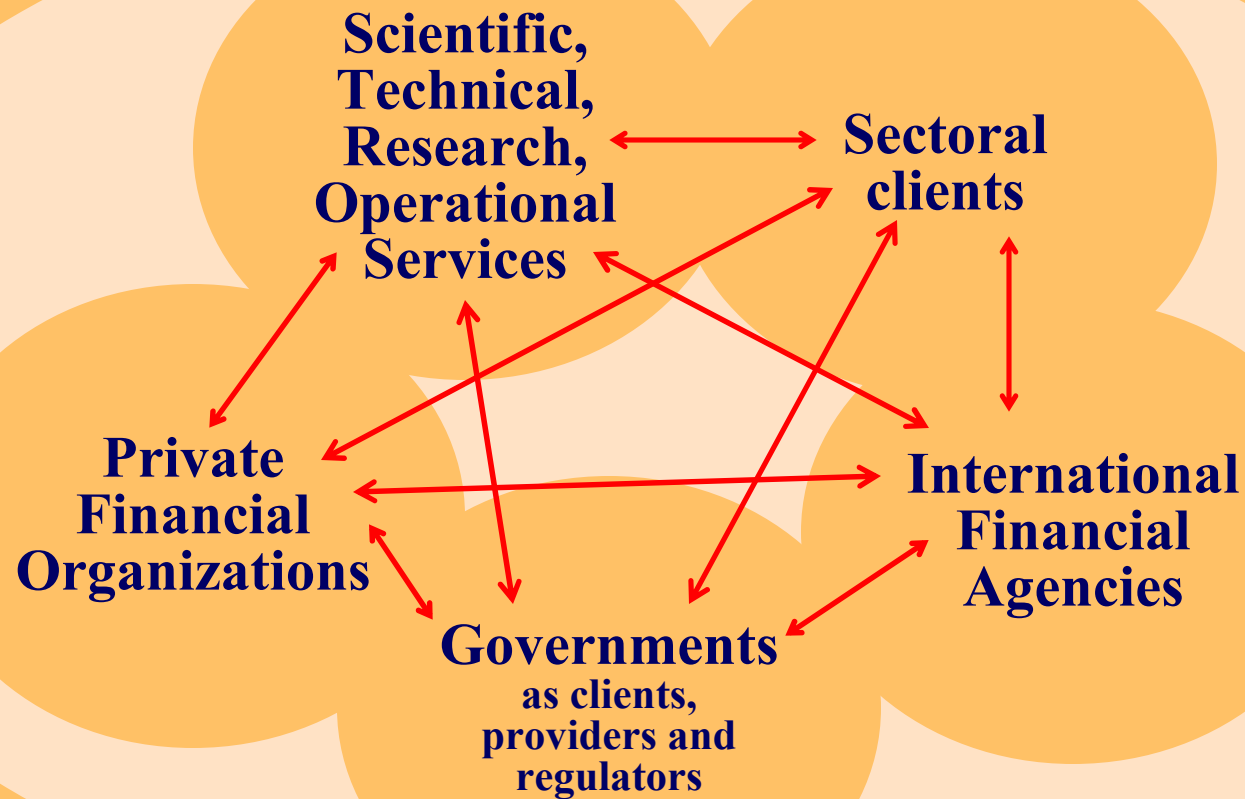 Scientific,
Technical,
Research,
Operational
Services
Sectoral
clients
Private
Financial
Organizations
International
Financial
Agencies
Governments
as clients,
providers and
regulators